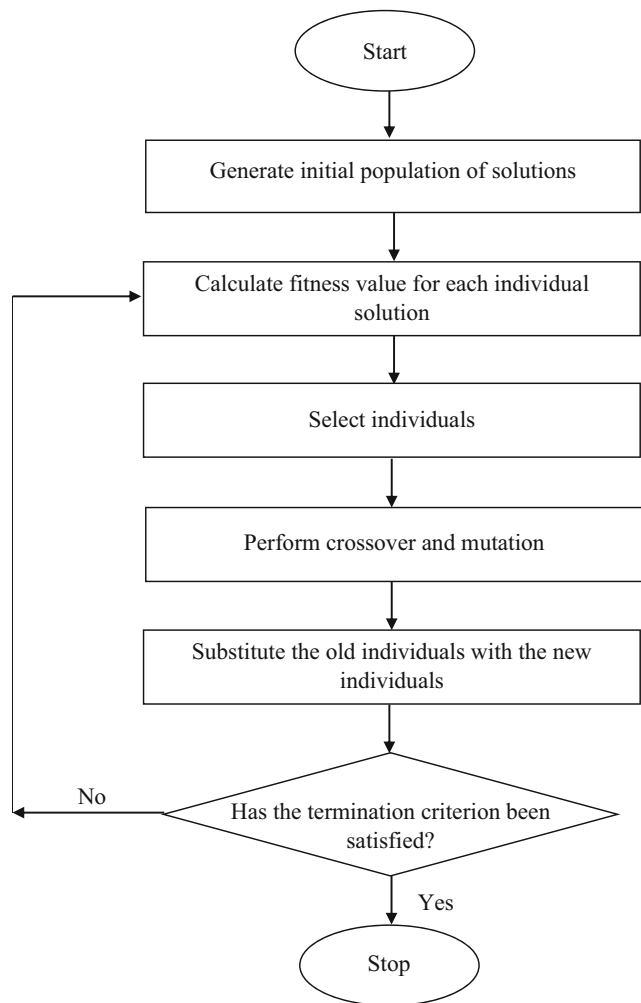 Start
Generate initial population of solutions
Calculate fitness value for each individual
solution
Select individuals
Perform crossover and mutation
Substitute the old individuals with the new
individuals
No
Has the termination criterion been
satisfied?
Yes
Stop